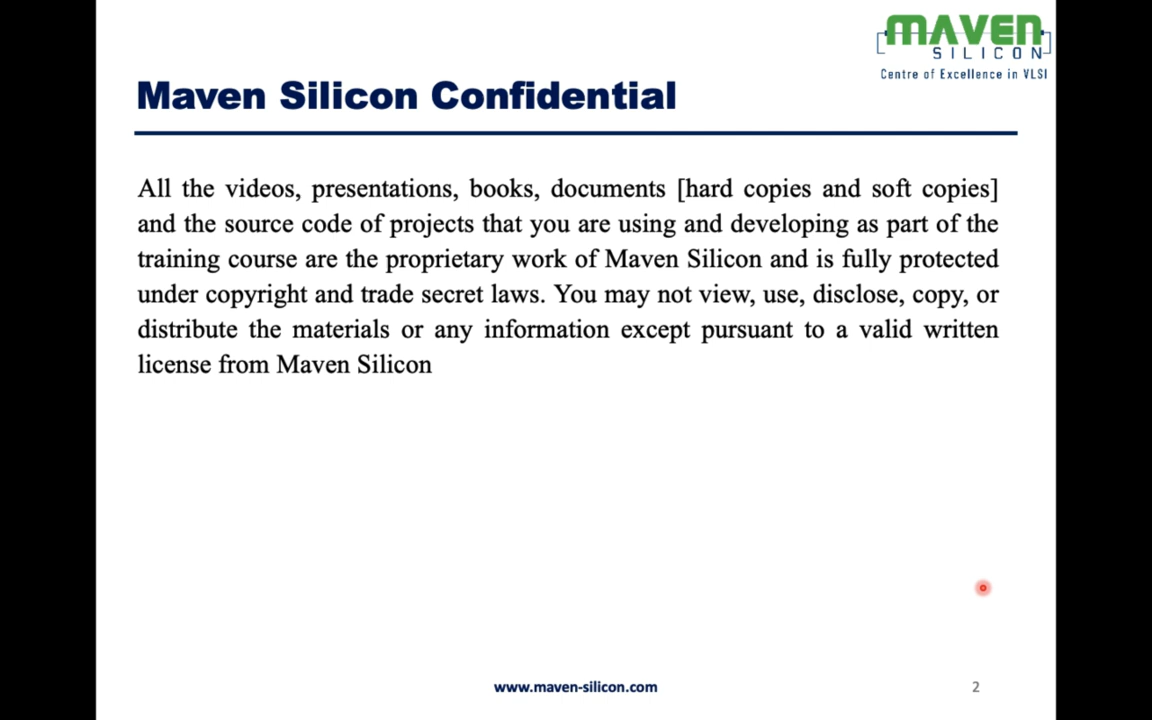 MAVEN
SILICON
Centre of Excellence in VLSI
Maven Silicon Confidential
All the videos, presentations, books, documents [hard copies and soft copies]
and the source code of projects that you are using and developing as part of the
training course are the proprietary work of Maven Silicon and is fully protected
under copyright and trade secret laws. You may not view, use, disclose, copy, or
distribute the materials or any information except pursuant to a valid written
license from Maven Silicon
www.maven-silicon.com
2